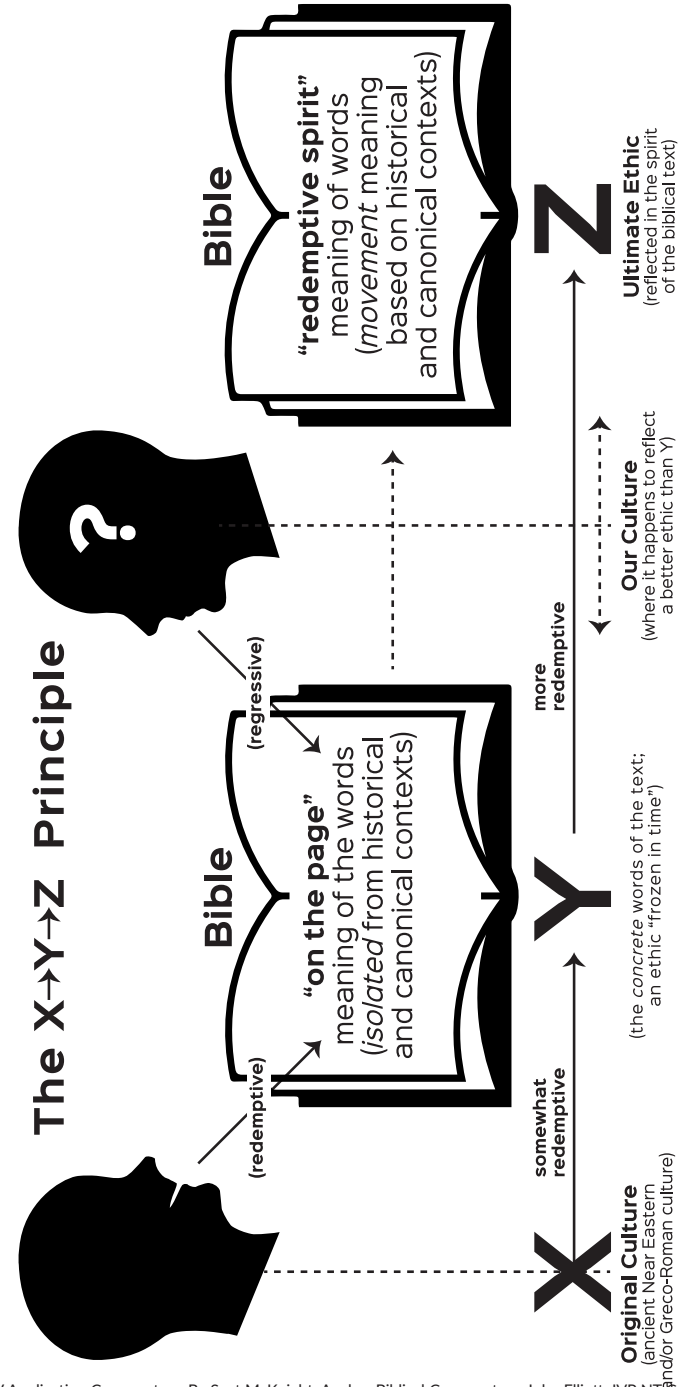 The X→Y→Z Principle
Bible
Bible
?
(redemptive)
(regressive)
“on the page”
meaning of the words
(isolated from historical
and canonical contexts)
“redemptive spirit”
meaning of words
(movement meaning
based on historical
and canonical contexts)
somewhat
redemptive
more
redemptive
X
Y
Z
Original Culture
(ancient Near Eastern
and/or Greco-Roman culture)
(the concrete words of the text;
an ethic “frozen in time”)
Our Culture
(where it happens to reflect
a better ethic than Y)
Ultimate Ethic
(reflected in the spirit
of the biblical text)